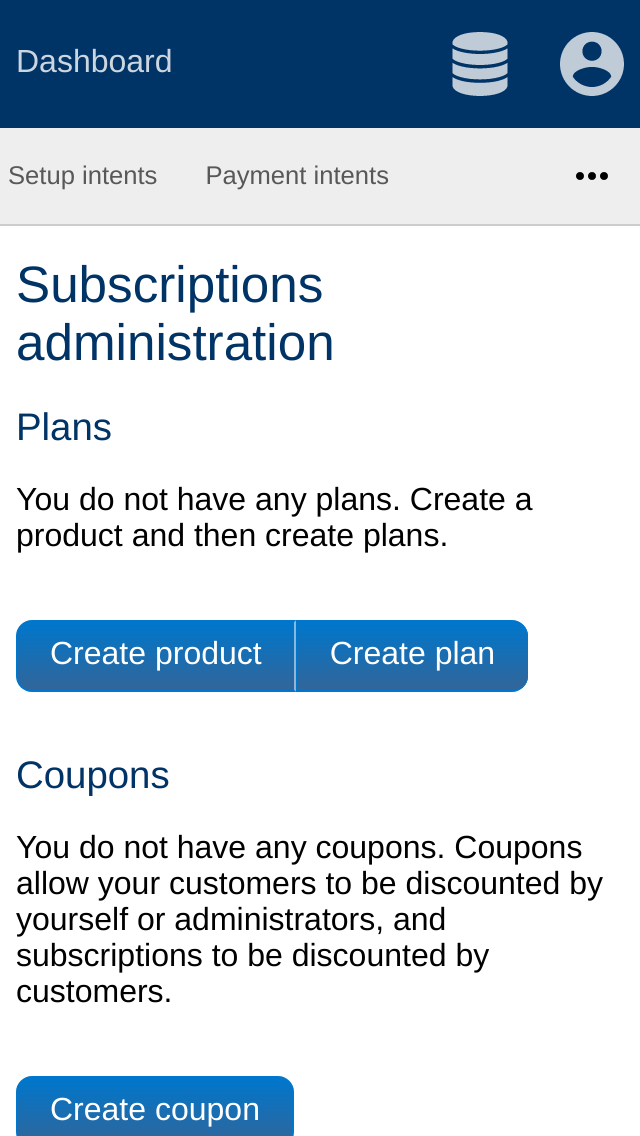 Dashboard
Setup intents Payment intents
Subscriptions
administration
Plans
You do not have any plans. Create a
product and then create plans.
Create product Create plan
Coupons
You do not have any coupons. Coupons
allow your customers to be discounted by
yourself or administrators, and
subscriptions to be discounted by
customers.
Create coupon